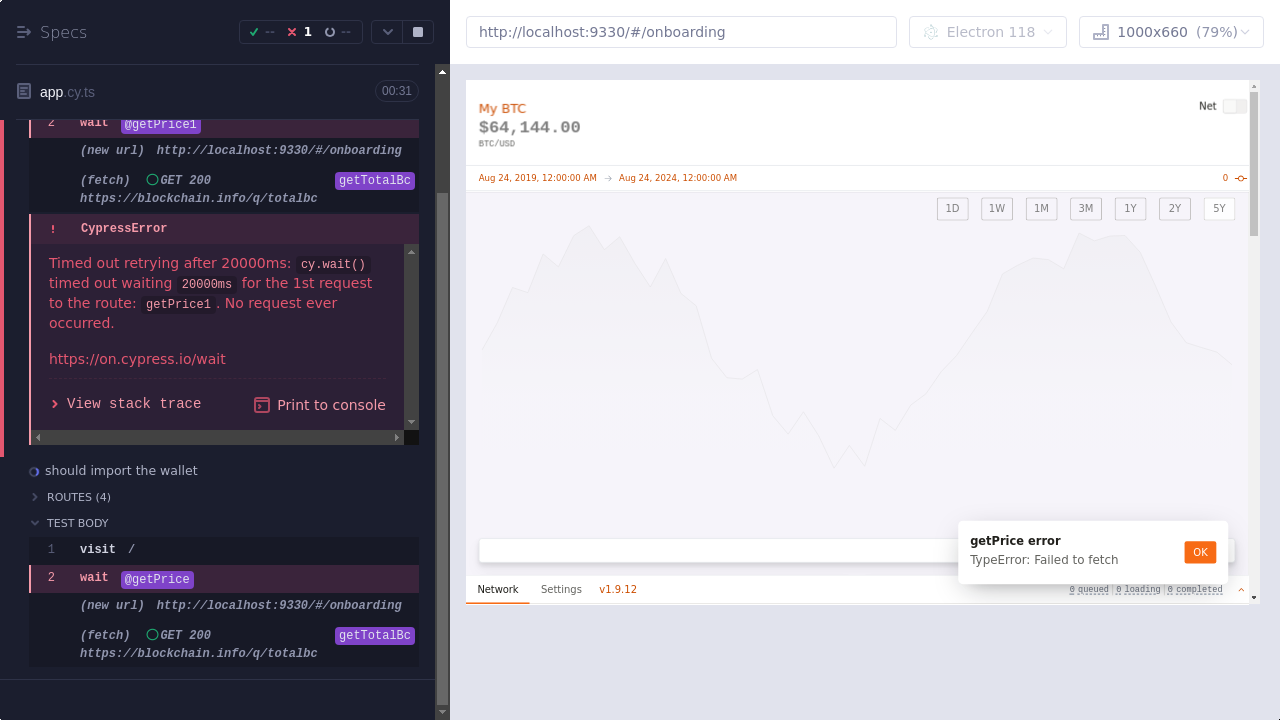 Specs
-- 1 --
app.cy.ts
00:31
2 wait @getPrice1
(new url) http://localhost:9330/#/onboarding
(fetch) GET 200 getTotalBc
https://blockchain.info/q/totalbc
! CypressError
Timed out retrying after 20000ms: cy.wait()
timed out waiting 20000ms for the 1st request
to the route: getPrice1. No request ever
occurred.
https://on.cypress.io/wait
View stack trace
Print to console
should import the wallet
ROUTES (4)
TEST BODY
1 visit /
2 wait @getPrice
(new url) http://localhost:9330/#/onboarding
(fetch) GET 200 getTotalBc
https://blockchain.info/q/totalbc
http://localhost:9330/#/onboarding
Electron 118
1000x660 (79%)
My BTC
$64,144.00
BTC/USD
Net
Aug 24, 2019, 12:00:00 AM → Aug 24, 2024, 12:00:00 AM
0
1D 1W 1M 3M 1Y 2Y 5Y
getPrice error
TypeError: Failed to fetch
OK
Network Settings v1.9.12
0 queued 0 loading 0 completed